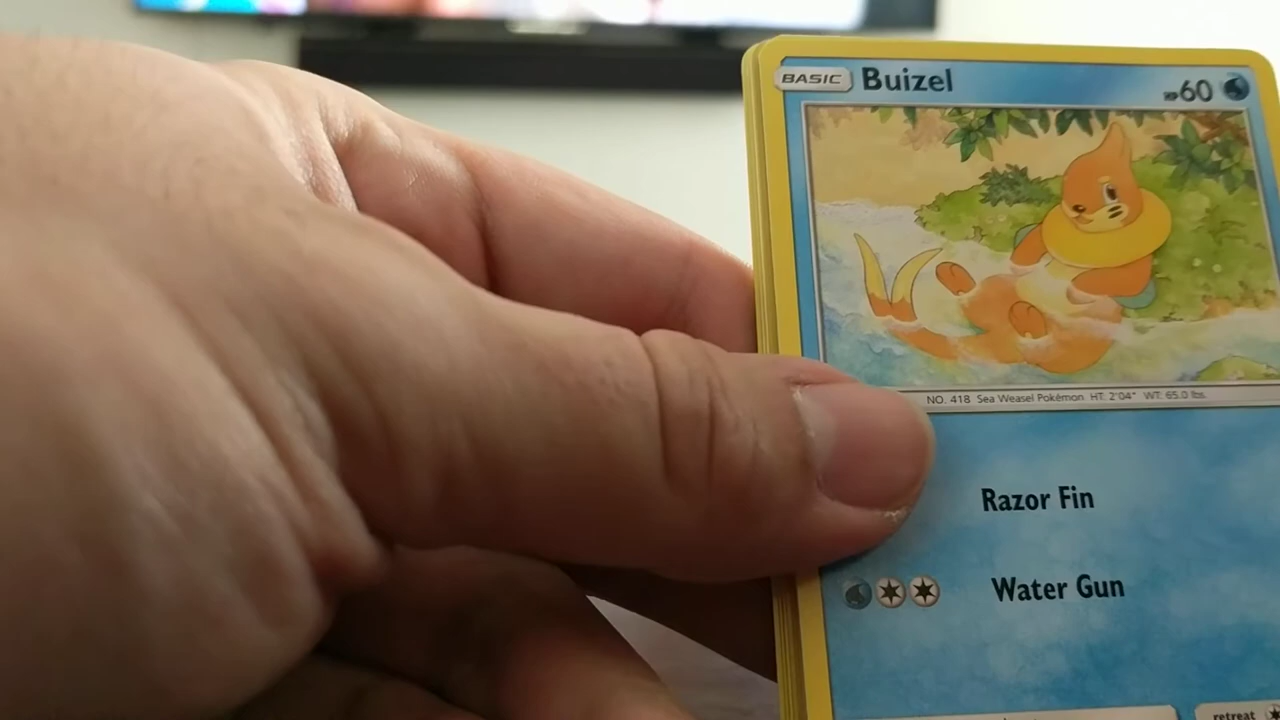 BASIC Buizel HP60
NO. 418 Sea Weasel Pokémon HT. 2'04" WT. 65.0 lbs.
Razor Fin
Water Gun
retreat